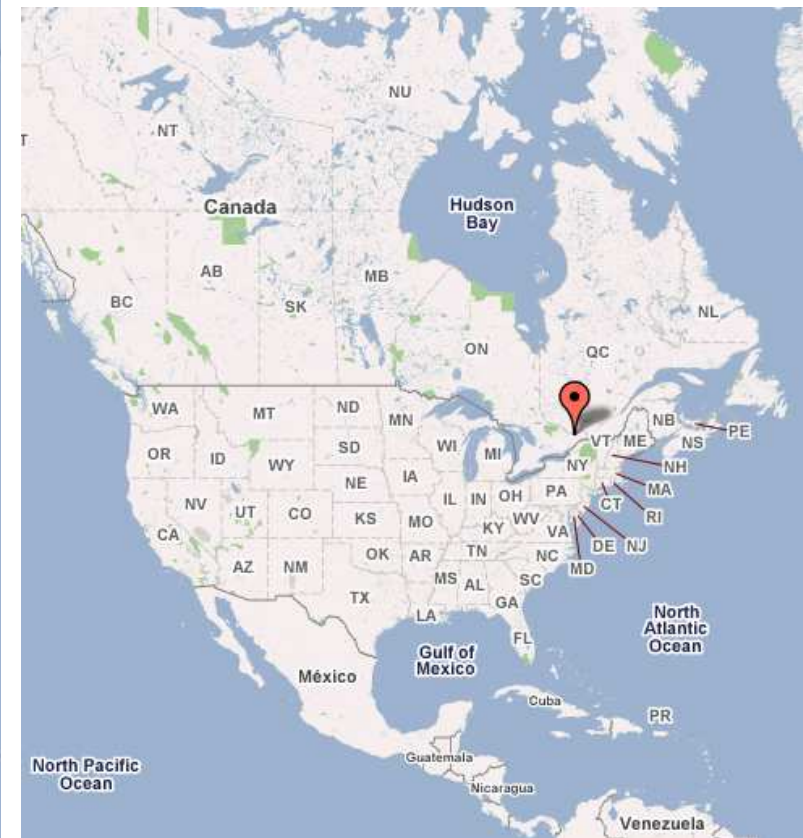 NU
NT
T
Canada
Hudson
Bay
AB
MB
BC
SK
NL
ON
QC
WA
MT
ND
MN
NB
PE
OR
ID
SD
WI
MI
VT
ME
NS
WY
NY
NH
NE
IA
MA
NV
UT
CO
IL
IN
OH
PA
CT
RI
CA
KS
MO
KY
WV
VA
DE
NJ
AZ
NM
OK
AR
TN
NC
MD
TX
MS
AL
SC
GA
LA
FL
North
Atlantic
Ocean
Gulf of
Mexico
México
Cuba
PR
Guatemala
North Pacific
Ocean
Nicaragua
Venezuela